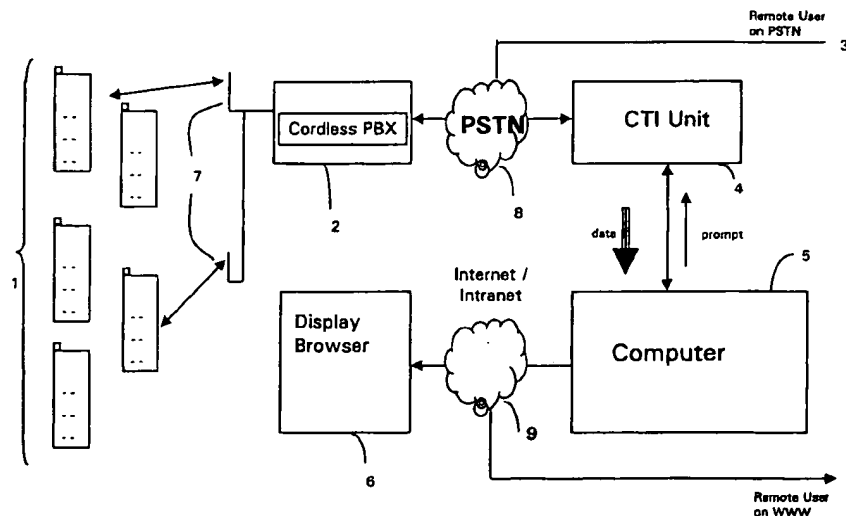 Remote User
on PSTN
3
Cordless PBX
PSTN
CTI Unit
7
2
8
4
data
prompt
1
5
Internet /
Intranet
Display
Browser
Computer
6
9
Remote User
on WWW